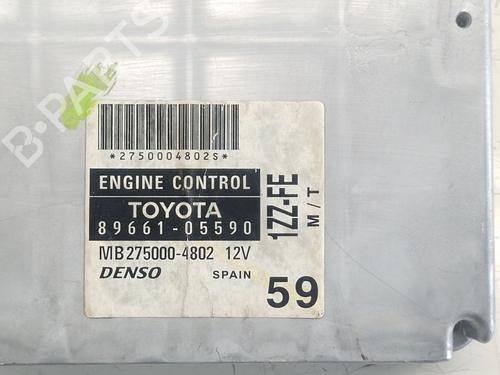 B-PARTS
*2750004802S*
ENGINE CONTROL
TOYOTA
89661-05590
MB275000-4802 12V
DENSO SPAIN
1ZZ-FE
M/T
59